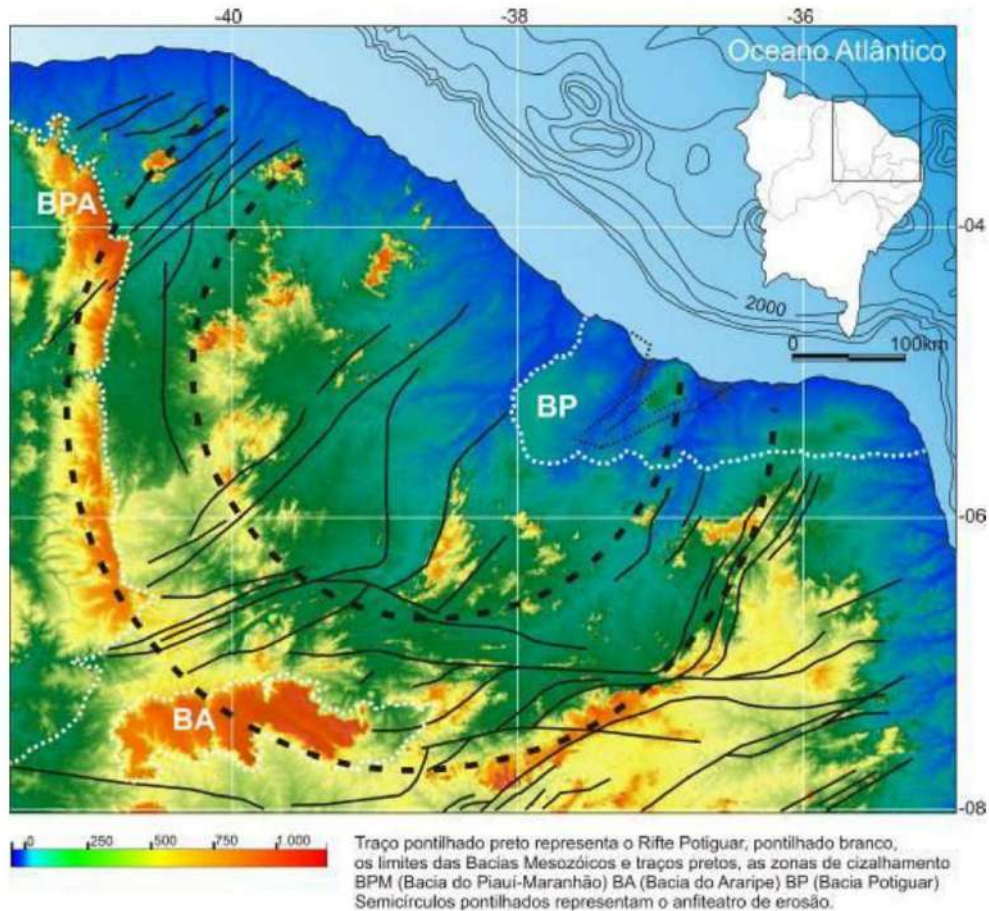 -40 -38 -36
Oceano Atlântico
BPA
-04
2000
0 100km
BP
-06
BA
-08
0 250 500 750 1.000
Traço pontilhado preto representa o Rifte Potiguar, pontilhado branco,
os limites das Bacias Mesozóicos e traços pretos, as zonas de cizalhamento
BPM (Bacia do Piauí-Maranhão) BA (Bacia do Araripe) BP (Bacia Potiguar)
Semicírculos pontilhados representam o anfiteatro de erosão.